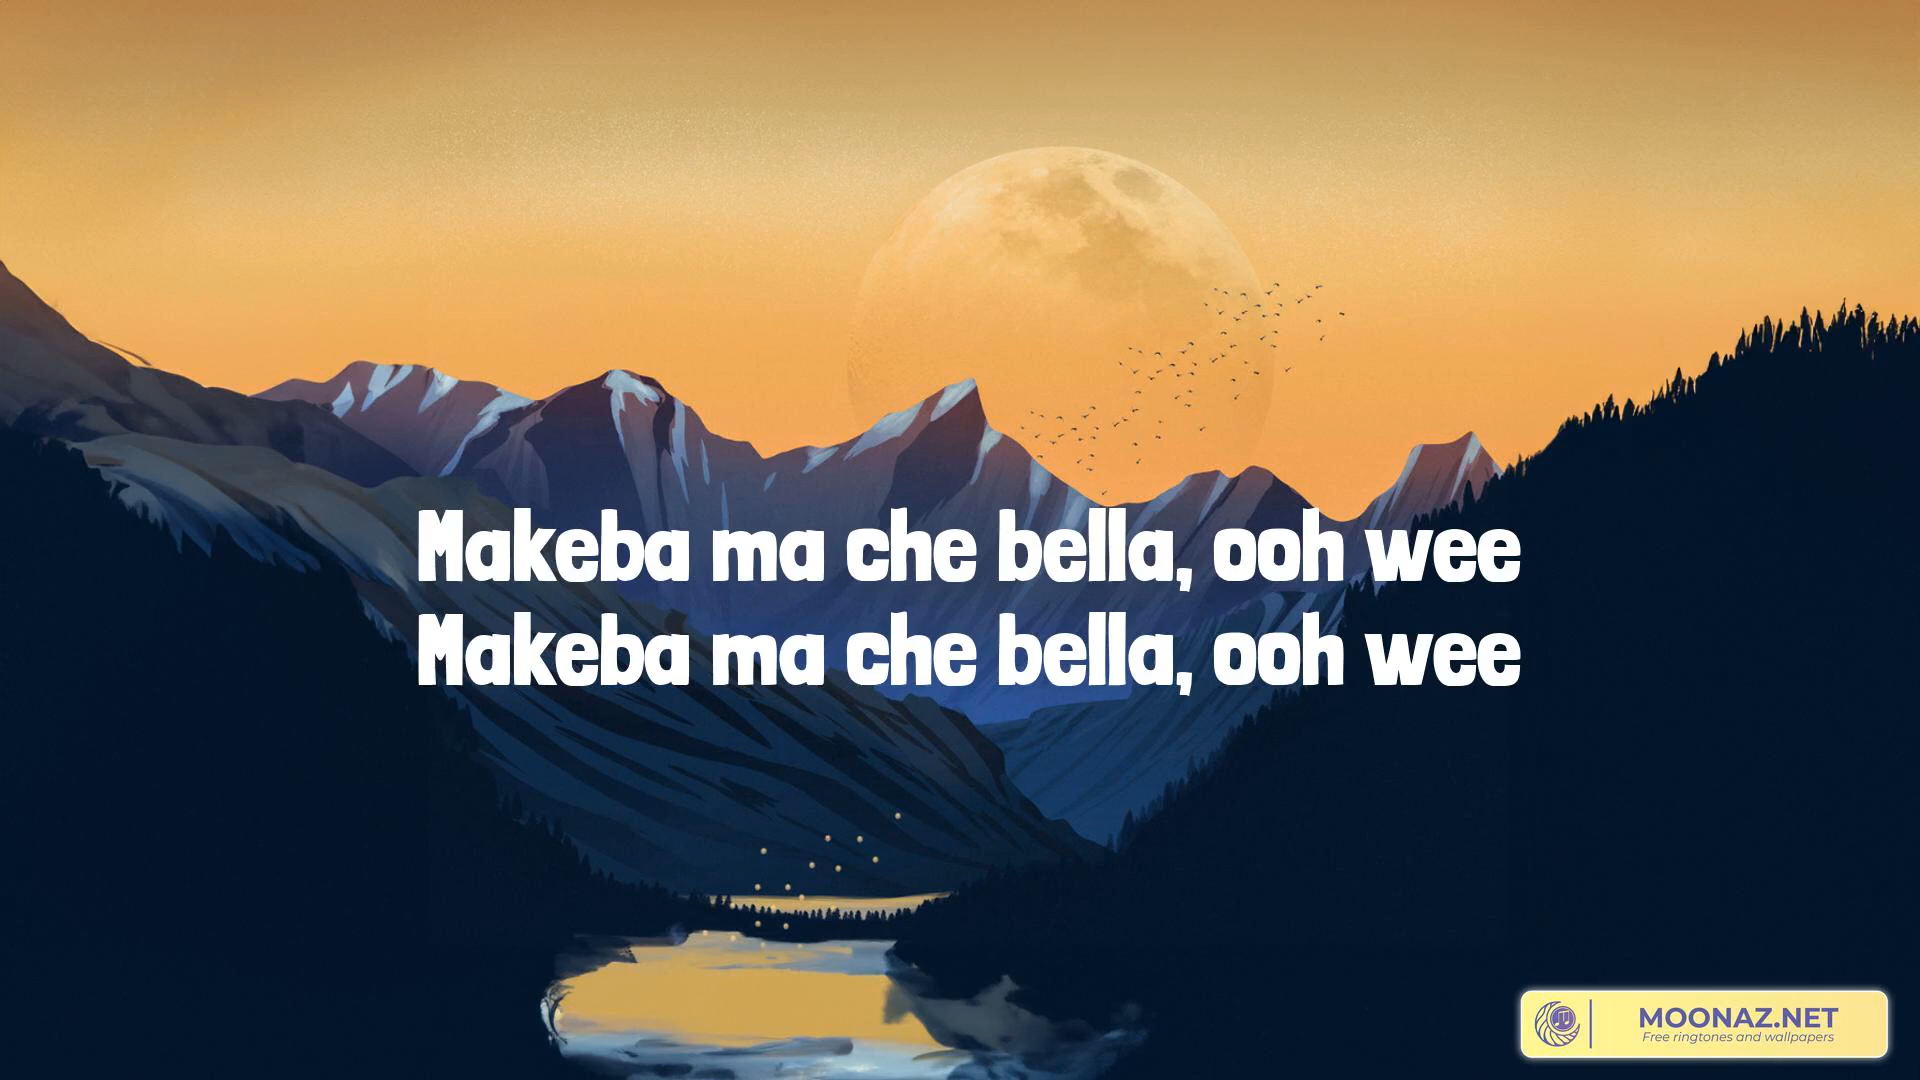 Makeba ma che bella, ooh wee
Makeba ma che bella, ooh wee
MOONAZ.NET
Free ringtones and wallpapers